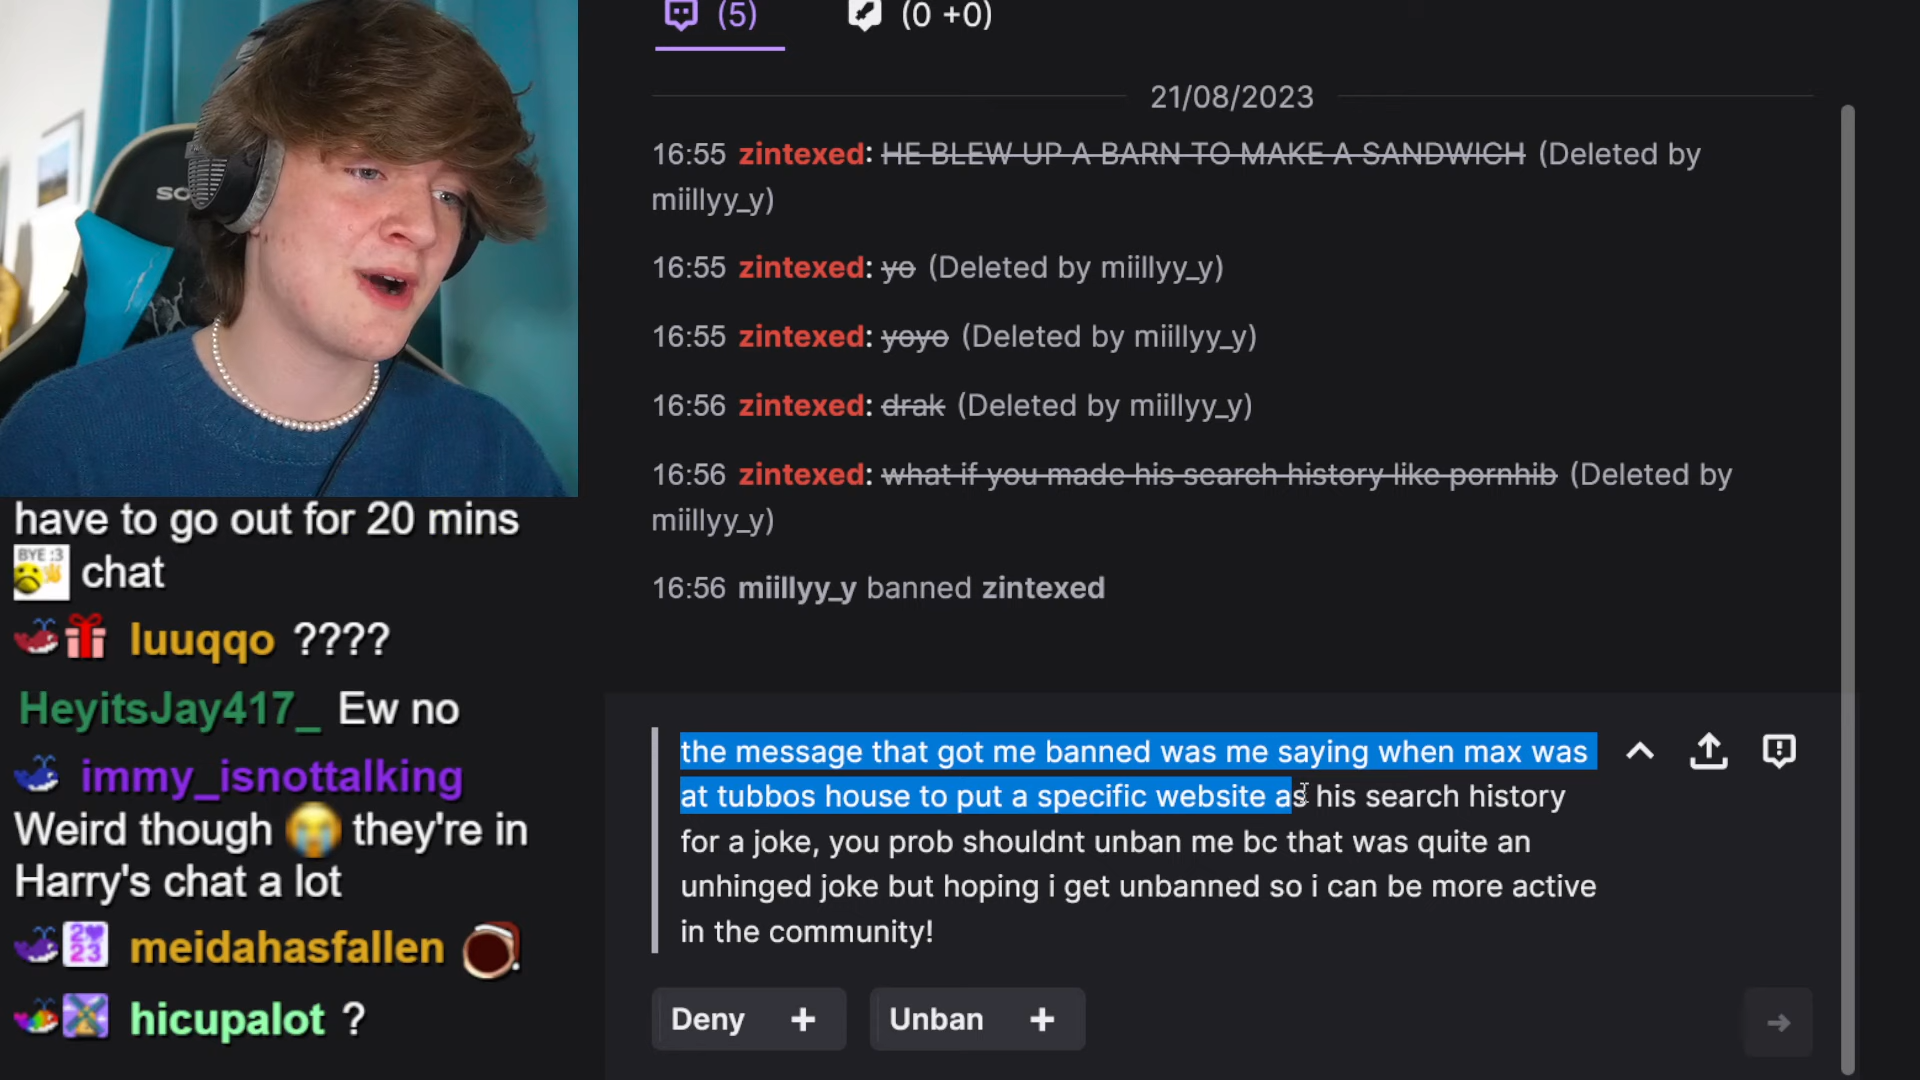 (5)
(0 +0)
21/08/2023
16:55 zintexed: HE BLEW UP A BARN TO MAKE A SANDWICH (Deleted by
miillyy_y)
16:55 zintexed: yo (Deleted by miillyy_y)
16:55 zintexed: yoyo (Deleted by miillyy_y)
16:56 zintexed: drak (Deleted by miillyy_y)
16:56 zintexed: what if you made his search history like pornhib (Deleted by
miillyy_y)
16:56 miillyy_y banned zintexed
the message that got me banned was me saying when max was
at tubbos house to put a specific website as his search history
for a joke, you prob shouldnt unban me bc that was quite an
unhinged joke but hoping i get unbanned so i can be more active
in the community!
Deny +
Unban +
SO
have to go out for 20 mins
BYE :3 chat
luuqqo ????
HeyitsJay417_ Ew no
immy_isnottalking
Weird though they're in
Harry's chat a lot
2 23 meidahasfallen
hicupalot ?